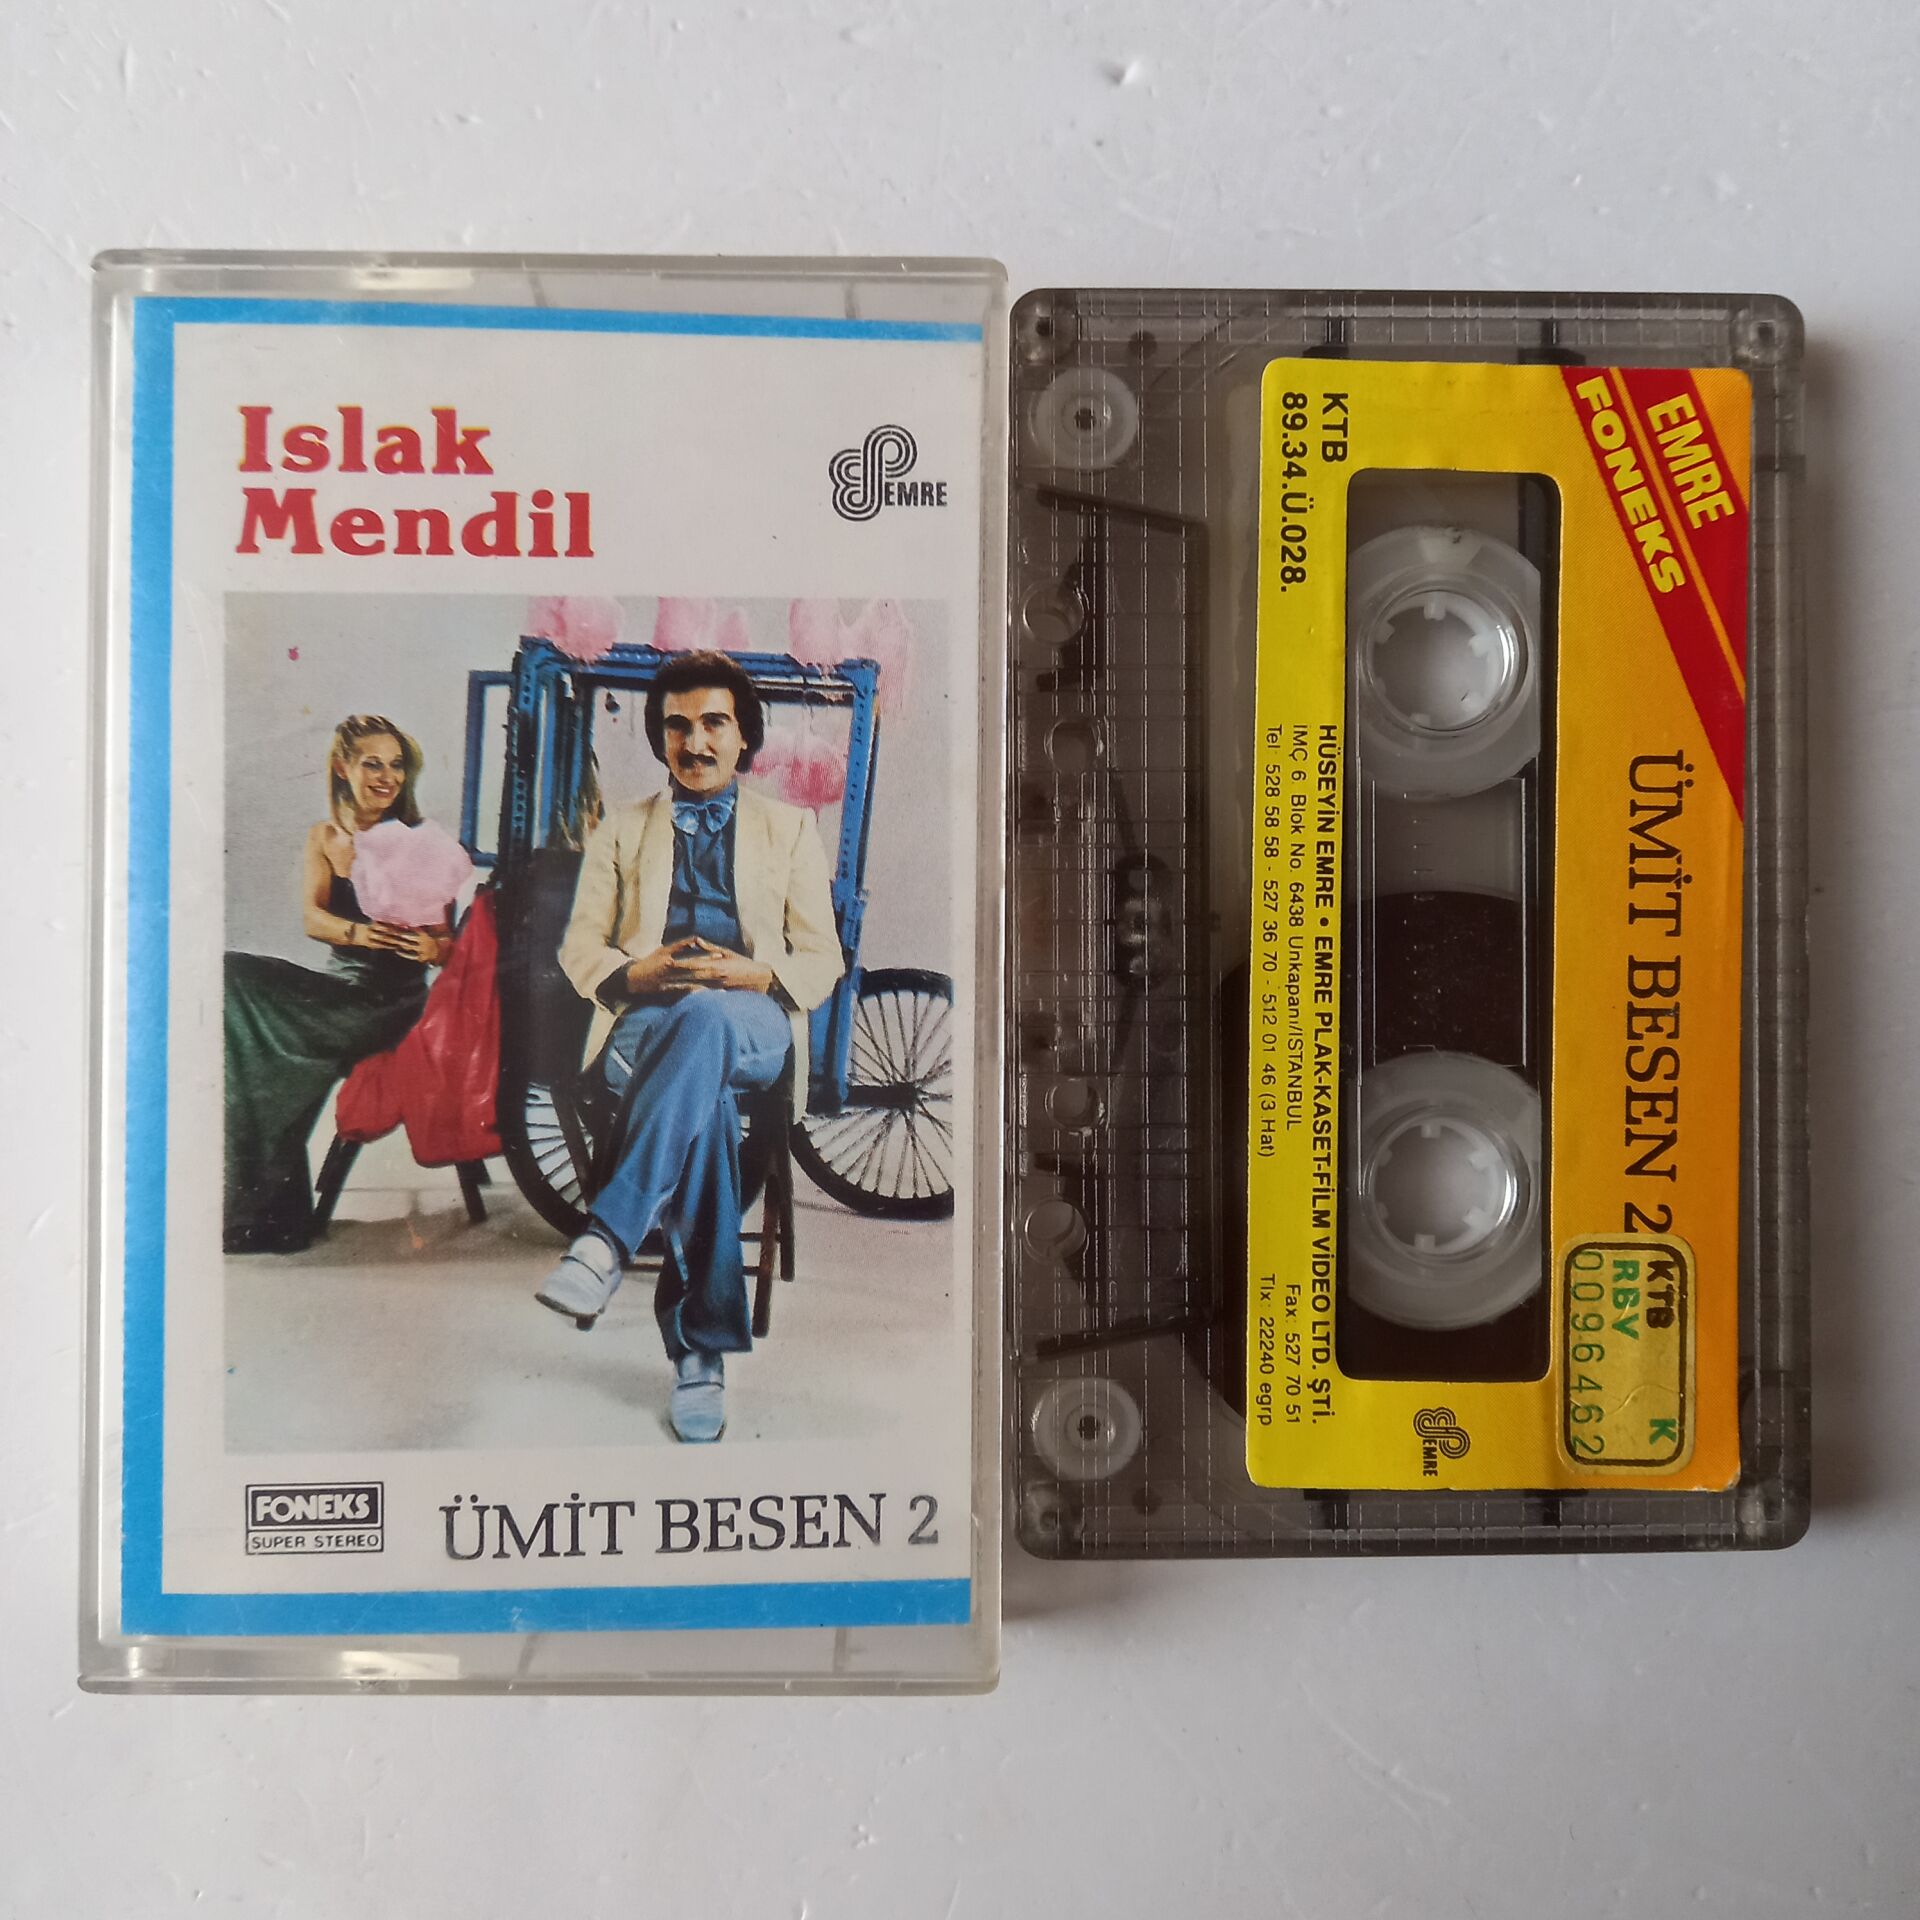 Islak
Mendil
EMRE
FONEKS
SUPER STEREO
ÜMİT BESEN 2
EMRE
FONEKS
ÜMİT BESEN 2
KTB
89.34.Ü.028.
HÜSEYİN EMRE • EMRE PLAK-KASET-FİLM VİDEO LTD. ŞTİ.
İMÇ 6. Blok No. 6438 Unkapanı/İSTANBUL Fax: 527 70 51
Tel: 528 58 58 - 527 36 70 - 512 01 46 (3 Hat) Tlx: 22240 egrp
EMRE
KTB K
RBV
0096462